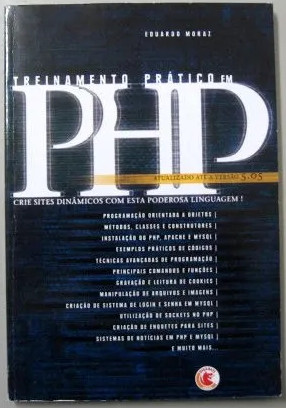 EDUARDO MORAZ
TREINAMENTO PRÁTICO EM
PHP
ATUALIZADO ATÉ A VERSÃO 5.05
CRIE SITES DINÂMICOS COM ESTA PODEROSA LINGUAGEM !
PROGRAMAÇÃO ORIENTADA A OBJETOS
MÉTODOS, CLASSES E CONSTRUTORES
INSTALAÇÃO DO PHP, APACHE E MYSQL
EXEMPLOS PRÁTICOS DE CÓDIGOS
TÉCNICAS AVANÇADAS DE PROGRAMAÇÃO
PRINCIPAIS COMANDOS E FUNÇÕES
GRAVAÇÃO E LEITURA DE COOKIES
MANIPULAÇÃO DE ARQUIVOS E IMAGENS
CRIAÇÃO DE SISTEMA DE LOGIN E SENHA EM MYSQL
UTILIZAÇÃO DE SOCKETS NO PHP
CRIAÇÃO DE ENQUETES PARA SITES
SISTEMAS DE NOTÍCIAS EM PHP E MYSQL
E MUITO MAIS...